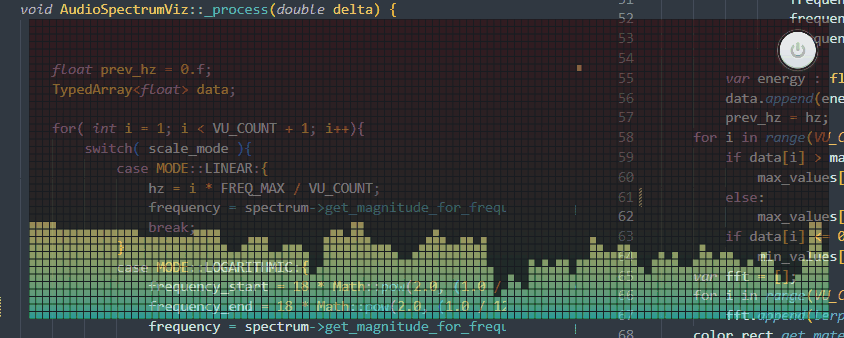 void AudioSpectrumViz::_process(double delta) {
float prev_hz = 0.f;
TypedArray<float> data;
for( int i = 1; i < VU_COUNT + 1; i++){
switch( scale_mode ){
case MODE::LINEAR:{
hz = i * FREQ_MAX / VU_COUNT;
frequency = spectrum->get_magnitude_for_frequ
break;
}
case MODE::LOGARITHMIC:{
frequency_start = 18 * Math::pow(2.0, (1.0 /
frequency_end = 18 * Math::pow(2.0, (1.0 / 12
frequency = spectrum->get_magnitude_for_frequ
51 frequen
52 frequen
53 frequen
54
55 var energy : fl
56 data.append(ene
57 prev_hz = hz;
58 for i in range(VU_C
59 if data[i] > ma
60 max_values[
61 else:
62 max_values[
63 if data[i] <= 0
64 min_values[
65 var fft = [];
66 for i in range(VU_C
67 fft.append(lerp
68 color_rect.get_mate